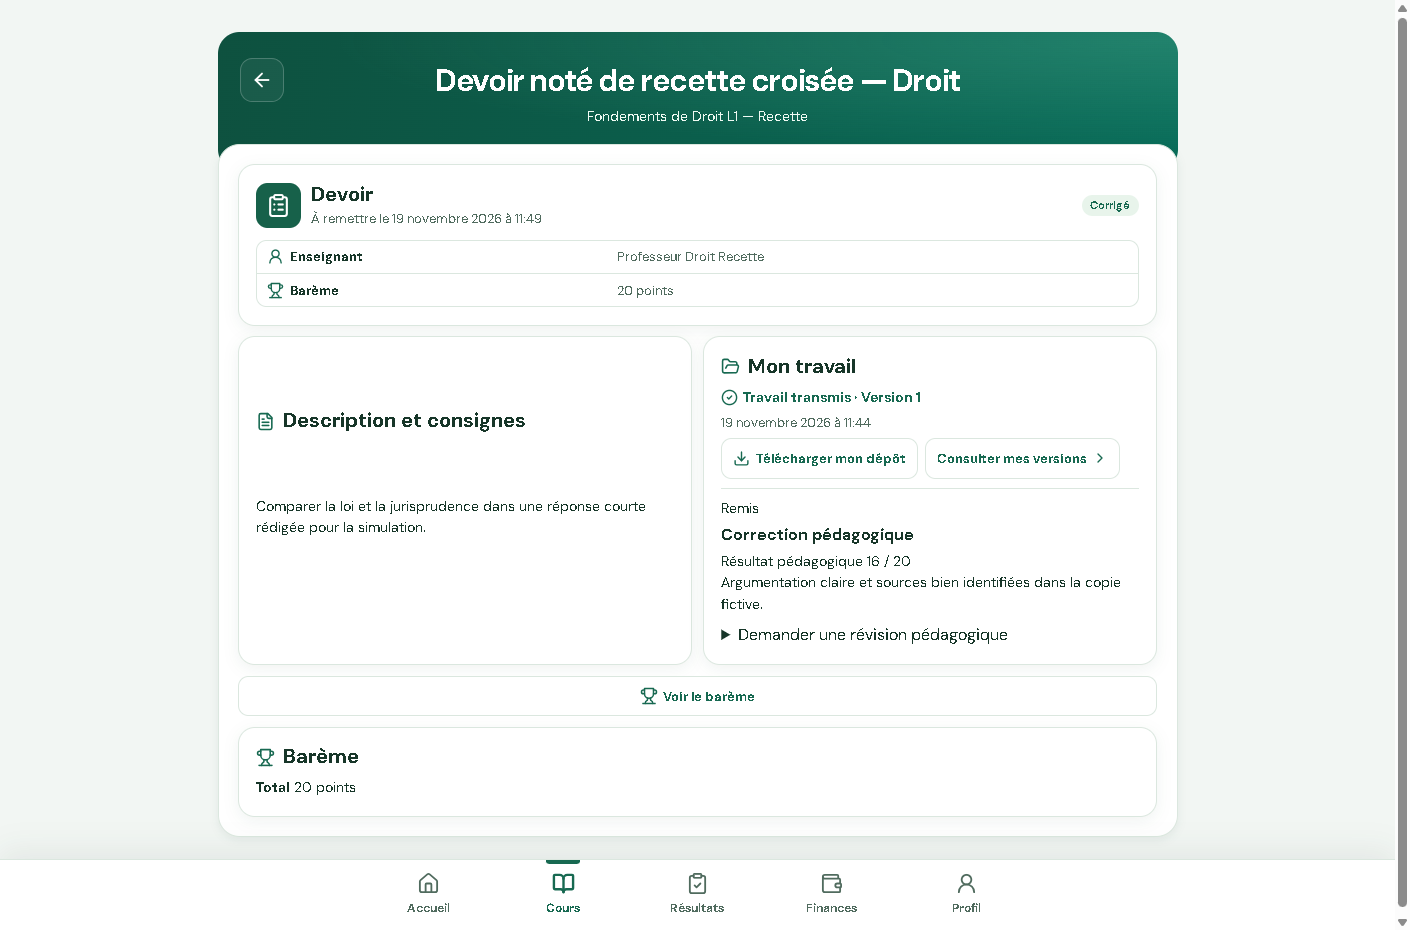 Devoir noté de recette croisée — Droit
Fondements de Droit L1 — Recette
Devoir
À remettre le 19 novembre 2026 à 11:49
Corrigé
Enseignant
Professeur Droit Recette
Barème
20 points
Description et consignes
Comparer la loi et la jurisprudence dans une réponse courte
rédigée pour la simulation.
Mon travail
Travail transmis · Version 1
19 novembre 2026 à 11:44
Télécharger mon dépôt
Consulter mes versions
Remis
Correction pédagogique
Résultat pédagogique 16 / 20
Argumentation claire et sources bien identifiées dans la copie
fictive.
Demander une révision pédagogique
Voir le barème
Barème
Total 20 points
Accueil
Cours
Résultats
Finances
Profil